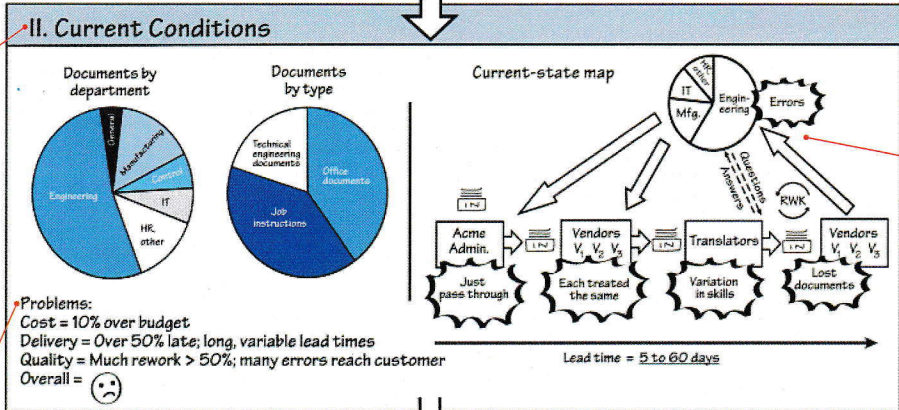 II. Current Conditions
Documents by
department
General
Manufacturing
Control
IT
HR,
other
Engineering
Documents
by type
Technical
engineering
documents
Office
documents
Job
instructions
Problems:
Cost = 10% over budget
Delivery = Over 50% late; long, variable lead times
Quality = Much rework > 50%; many errors reach customer
Overall =
Current-state map
HR,
other
IT
Mfg.
Engin-
eering
Errors
Questions
Answers
RWK
IN
Acme
Admin.
IN
Vendors
V1 V2 V3
IN
Translators
IN
Vendors
V1 V2 V3
Just
pass through
Each treated
the same
Variation
in skills
Lost
documents
Lead time = 5 to 60 days